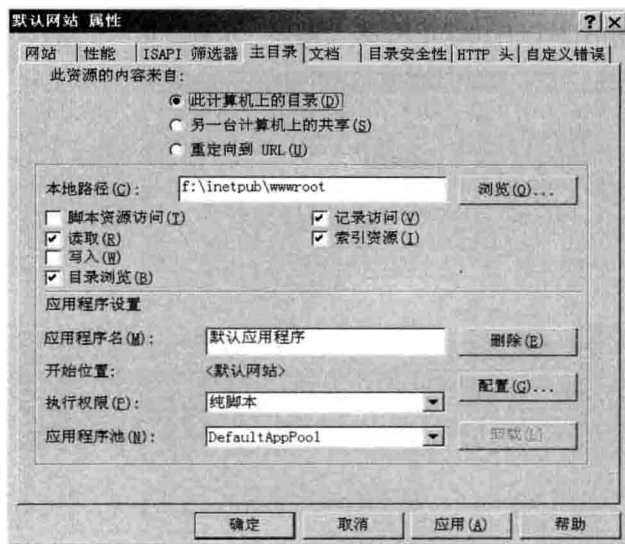 默认网站 属性
网站 性能 ISAPI 筛选器 主目录 文档 目录安全性 HTTP 头 自定义错误
此资源的内容来自:
此计算机上的目录(D)
另一台计算机上的共享(S)
重定向到 URL(U)
本地路径(C): f:\inetpub\wwwroot 浏览(O)...
脚本资源访问(T) 记录访问(V)
读取(R) 索引资源(I)
写入(W)
目录浏览(B)
应用程序设置
应用程序名(M): 默认应用程序 删除(E)
开始位置: <默认网站>
配置(G)...
执行权限(P): 纯脚本
应用程序池(N): DefaultAppPool 卸载(L)
确定 取消 应用(A) 帮助